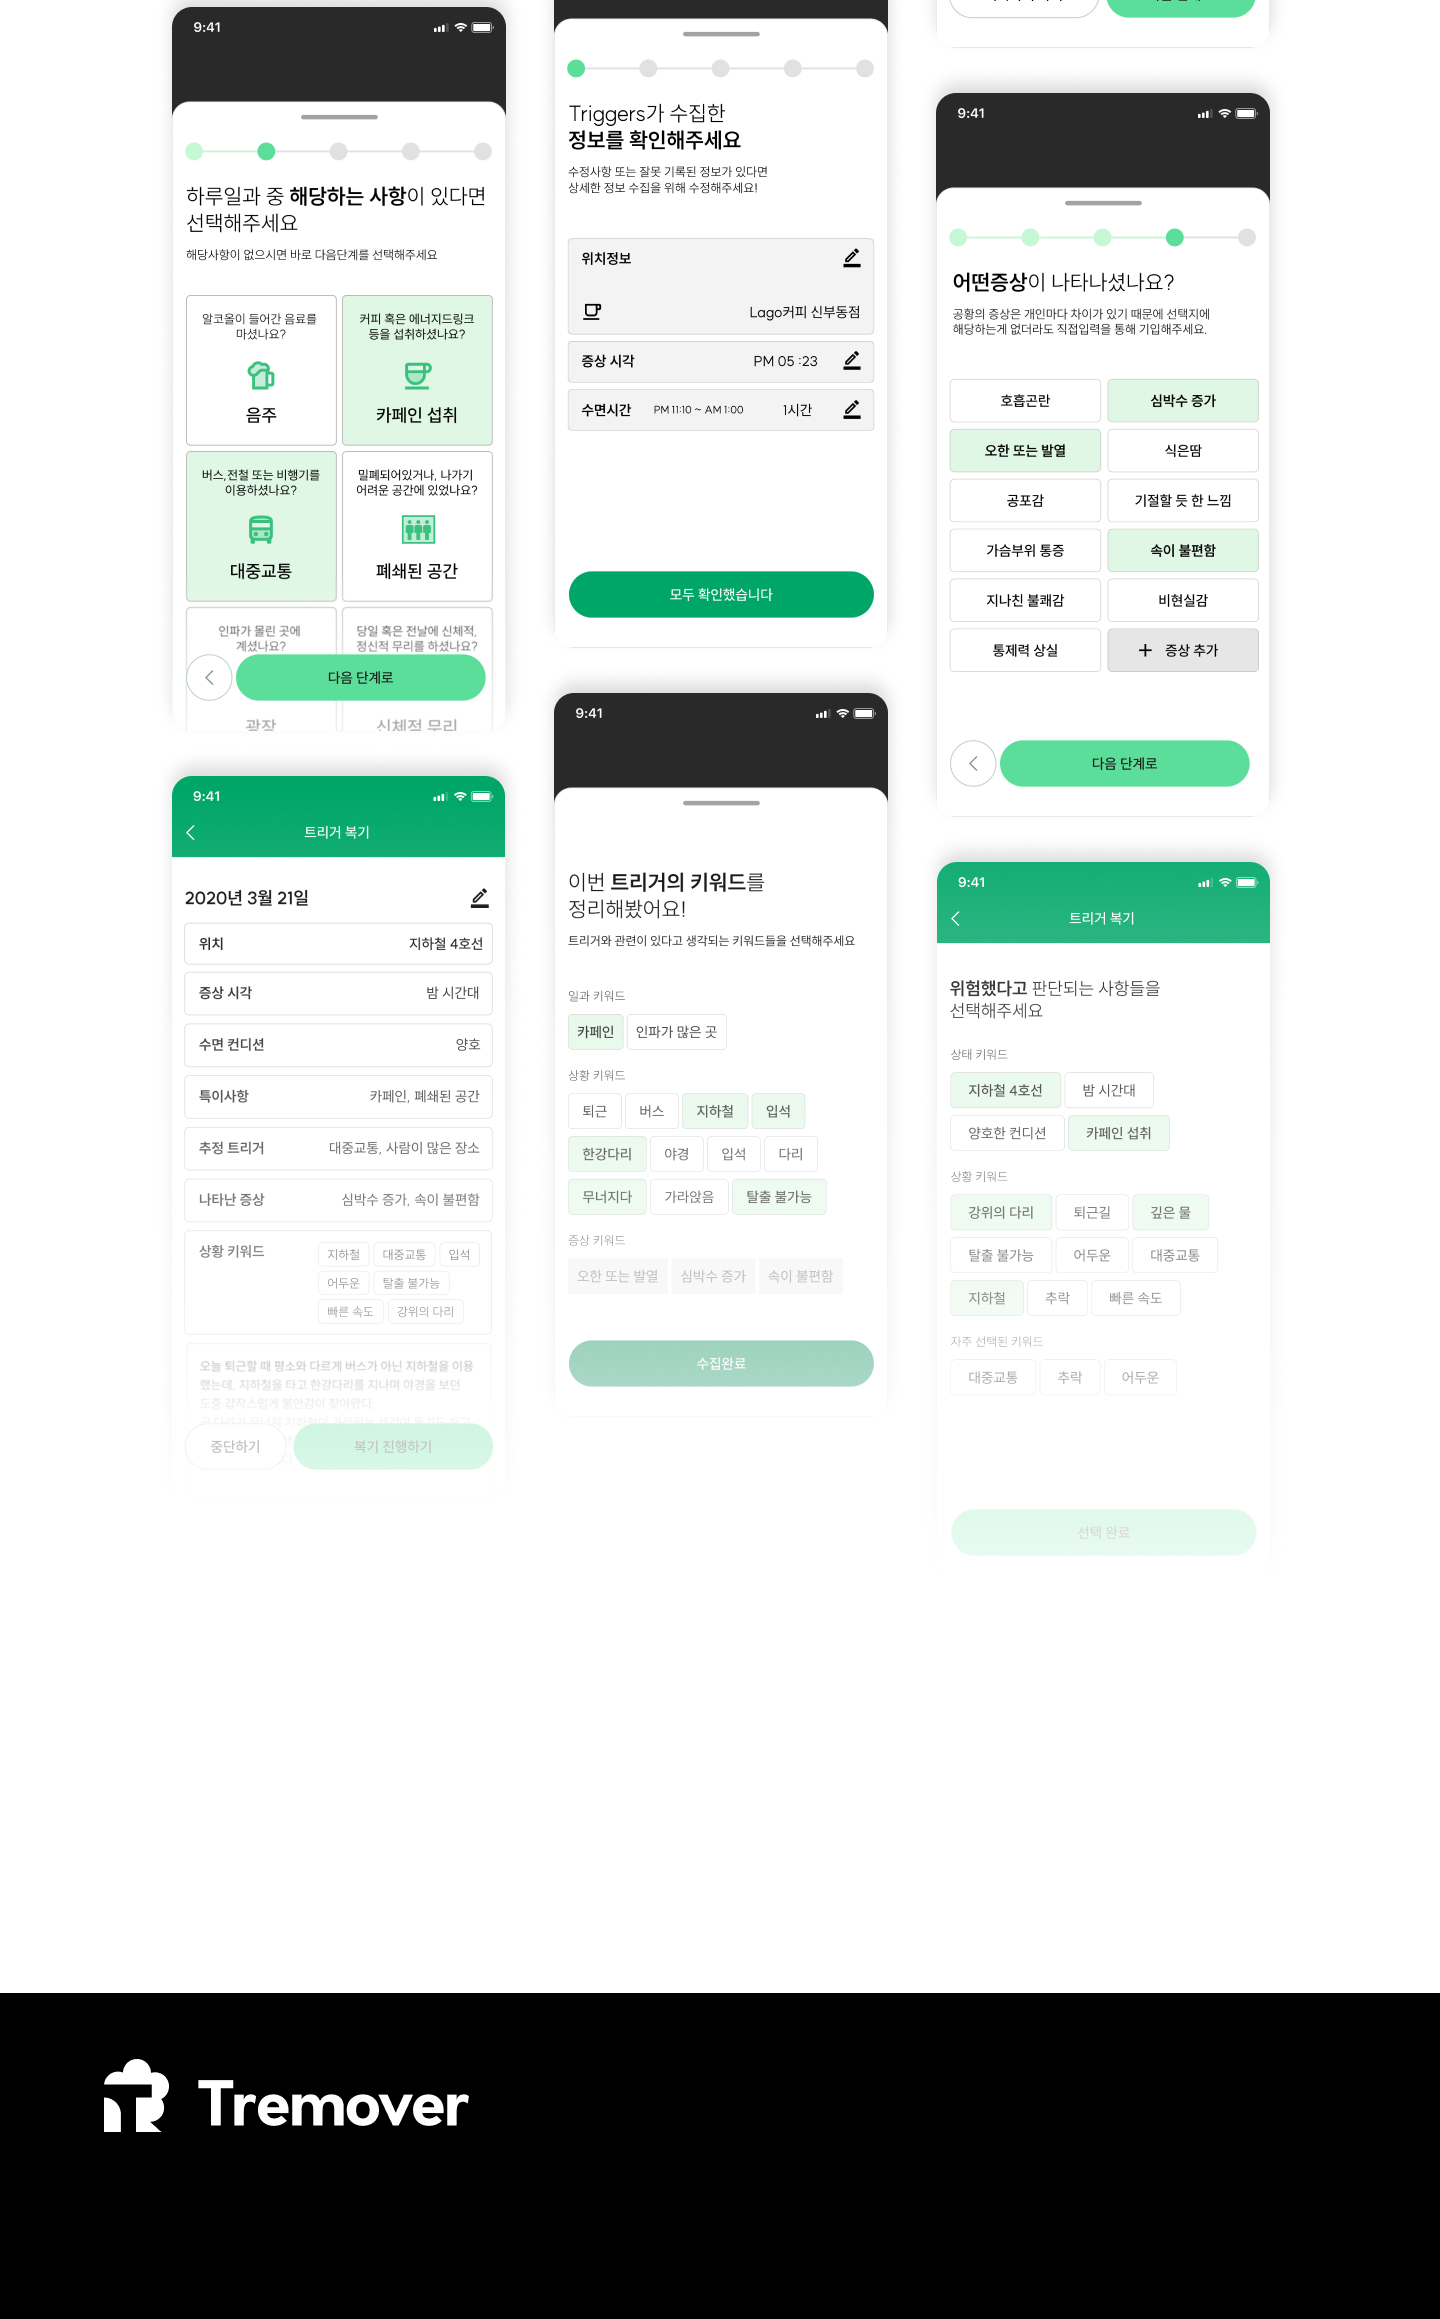 9:41
하루일과 중 해당하는 사항이 있다면
선택해주세요
해당사항이 없으시면 바로 다음단계를 선택해주세요
알코올이 들어간 음료를
마셨나요?
음주
커피 혹은 에너지드링크
등을 섭취하셨나요?
카페인 섭취
버스,전철 또는 비행기를
이용하셨나요?
대중교통
밀폐되어있거나, 나가기
어려운 공간에 있었나요?
폐쇄된 공간
인파가 몰린 곳에
계셨나요?
광장
당일 혹은 전날에 신체적,
정신적 무리를 하셨나요?
신체적 무리
다음 단계로
9:41
트리거 복기
2020년 3월 21일
위치 지하철 4호선
증상 시각 밤 시간대
수면 컨디션 양호
특이사항 카페인, 폐쇄된 공간
추정 트리거 대중교통, 사람이 많은 장소
나타난 증상 심박수 증가, 속이 불편함
상황 키워드 지하철 대중교통 입석
어두운 탈출 불가능
빠른 속도 강위의 다리
오늘 퇴근할 때 평소와 다르게 버스가 아닌 지하철을 이용
했는데, 지하철을 타고 한강다리를 지나며 야경을 보던
도중 갑작스럽게 불안감이 찾아왔다.
중단하기 복기 진행하기
Triggers가 수집한
정보를 확인해주세요
수정사항 또는 잘못 기록된 정보가 있다면
상세한 정보 수집을 위해 수정해주세요!
위치정보
Lago커피 신부동점
증상 시각 PM 05 :23
수면시간 PM 11:10 ~ AM 1:00 1시간
모두 확인했습니다
9:41
이번 트리거의 키워드를
정리해봤어요!
트리거와 관련이 있다고 생각되는 키워드들을 선택해주세요
일과 키워드
카페인 인파가 많은 곳
상황 키워드
퇴근 버스 지하철 입석
한강다리 야경 입석 다리
무너지다 가라앉음 탈출 불가능
증상 키워드
오한 또는 발열 심박수 증가 속이 불편함
수집완료
9:41
어떤증상이 나타나셨나요?
공황의 증상은 개인마다 차이가 있기 때문에 선택지에
해당하는게 없더라도 직접입력을 통해 기입해주세요.
호흡곤란 심박수 증가
오한 또는 발열 식은땀
공포감 기절할 듯 한 느낌
가슴부위 통증 속이 불편함
지나친 불쾌감 비현실감
통제력 상실 + 증상 추가
다음 단계로
9:41
트리거 복기
위험했다고 판단되는 사항들을
선택해주세요
상태 키워드
지하철 4호선 밤 시간대
양호한 컨디션 카페인 섭취
상황 키워드
강위의 다리 퇴근길 깊은 물
탈출 불가능 어두운 대중교통
지하철 추락 빠른 속도
자주 선택된 키워드
대중교통 추락 어두운
선택 완료
Tremover